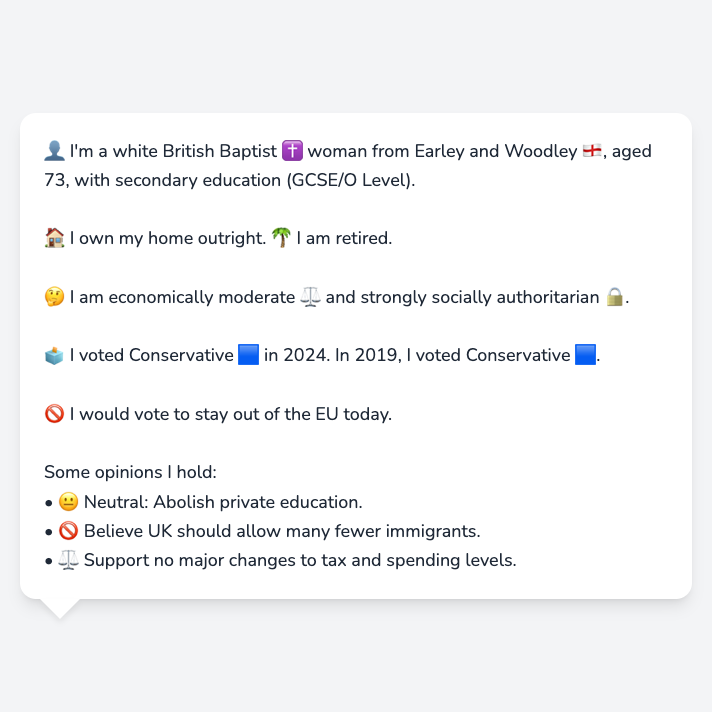 👤 I'm a white British Baptist ✝️ woman from Earley and Woodley 🏴󠁧󠁢󠁥󠁮󠁧󠁿, aged
73, with secondary education (GCSE/O Level).
🏠 I own my home outright. 🌴 I am retired.
🤔 I am economically moderate ⚖️ and strongly socially authoritarian 🔒.
🗳️ I voted Conservative 🟦 in 2024. In 2019, I voted Conservative 🟦.
🚫 I would vote to stay out of the EU today.
Some opinions I hold:
• 😐 Neutral: Abolish private education.
• 🚫 Believe UK should allow many fewer immigrants.
• ⚖️ Support no major changes to tax and spending levels.